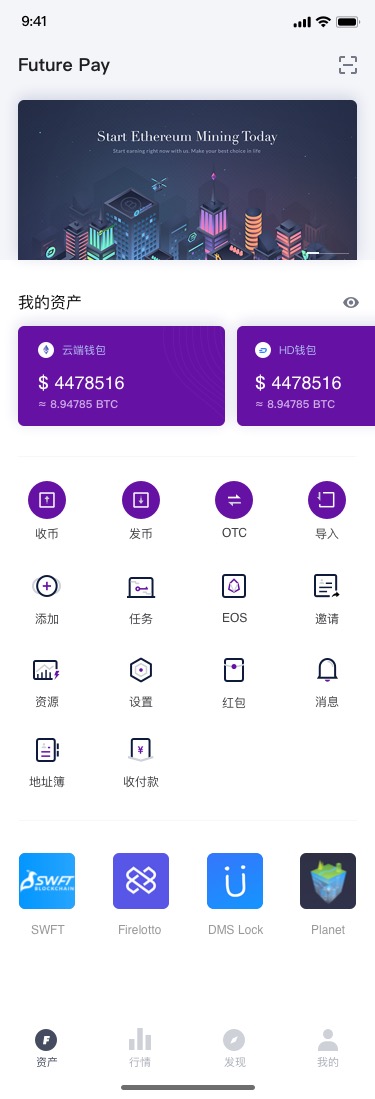 9:41
Future Pay
Start Ethereum Mining Today
Start earning right now with us. Make your best choice in life
我的资产
云端钱包
HD钱包
$ 4478516
$ 4478516
≈ 8.94785 BTC
≈ 8.94785 BTC
收币
发币
OTC
导入
添加
任务
EOS
邀请
资源
设置
红包
消息
地址簿
收付款
SWFT
BLOCKCHAIN
SWFT
Firelotto
DMS Lock
Planet
资产
行情
发现
我的